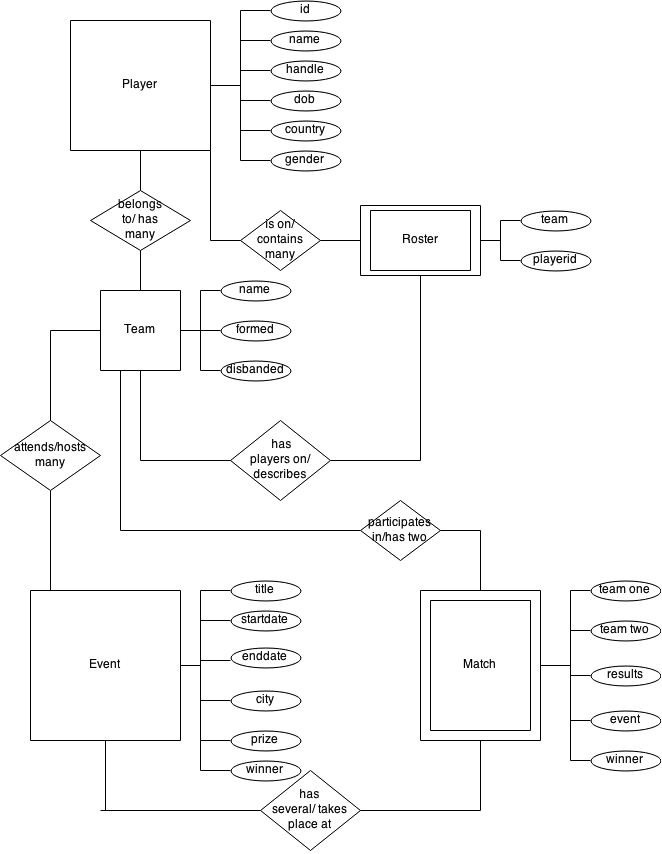 id
name
handle
dob
country
gender
Player
belongs
to/ has
many
is on/
contains
many
Roster
team
playerid
Team
name
formed
disbanded
attends/hosts
many
has
players on/
describes
participates
in/has two
Event
title
startdate
enddate
city
prize
winner
Match
team one
team two
results
event
winner
has
several/ takes
place at